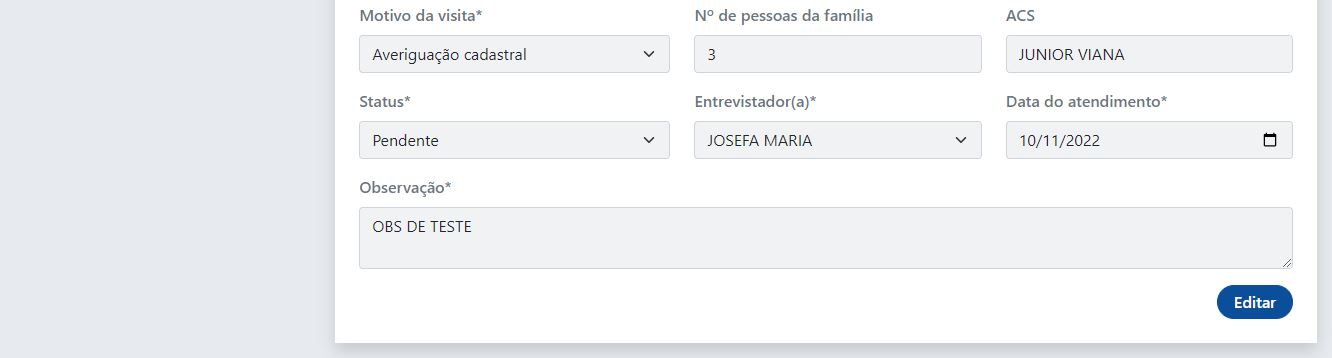 Motivo da visita* Nº de pessoas da família ACS
Averiguação cadastral 3 JUNIOR VIANA
Status* Entrevistador(a)* Data do atendimento*
Pendente JOSEFA MARIA 10/11/2022
Observação*
OBS DE TESTE
Editar